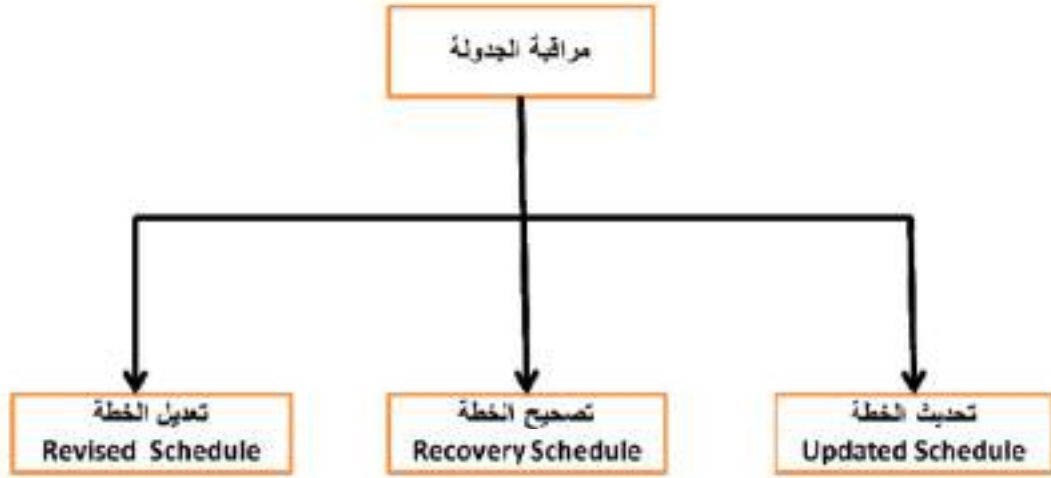 مراقبة الجدولة
تحديث الخطة
Updated Schedule
تصحيح الخطة
Recovery Schedule
تعديل الخطة
Revised Schedule